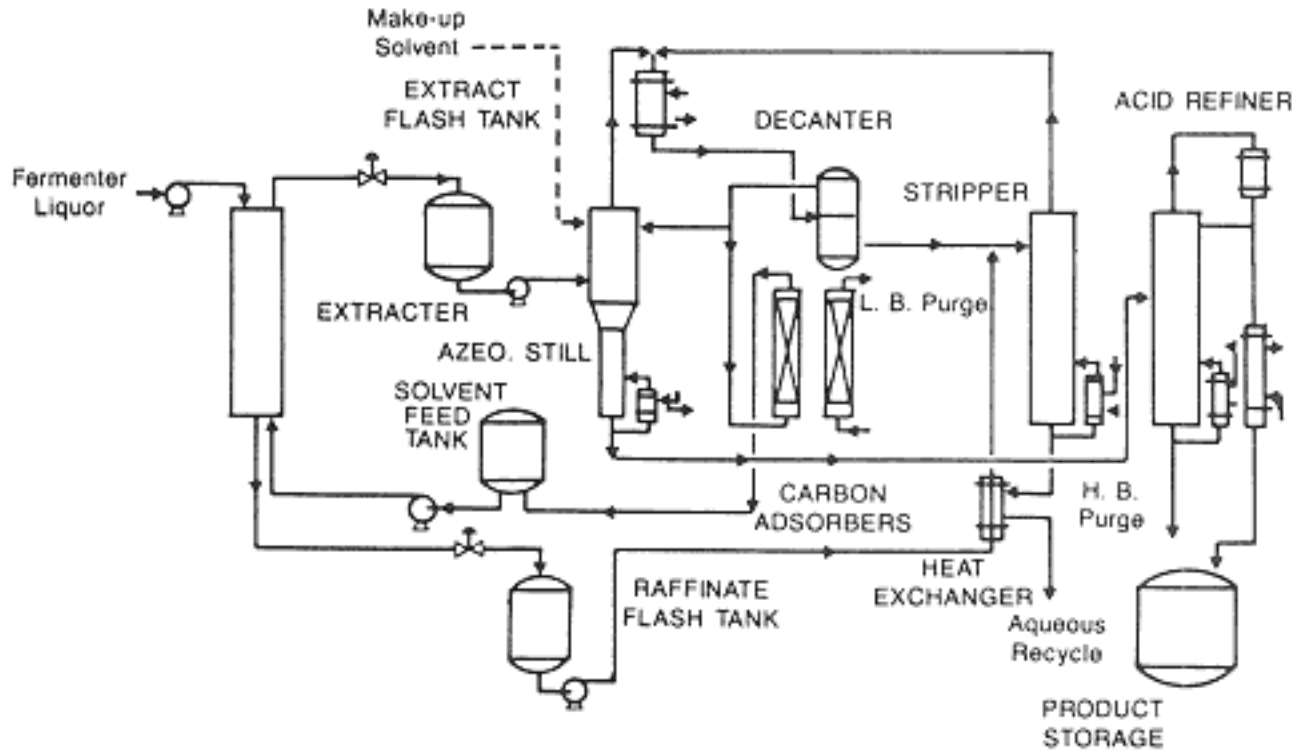 Make-up
Solvent
EXTRACT
FLASH TANK
DECANTER
ACID REFINER
Fermenter
Liquor
STRIPPER
EXTRACTER
L. B. Purge
AZEO. STILL
SOLVENT
FEED
TANK
CARBON
ADSORBERS
H. B.
Purge
HEAT
EXCHANGER
RAFFINATE
FLASH TANK
Aqueous
Recycle
PRODUCT
STORAGE